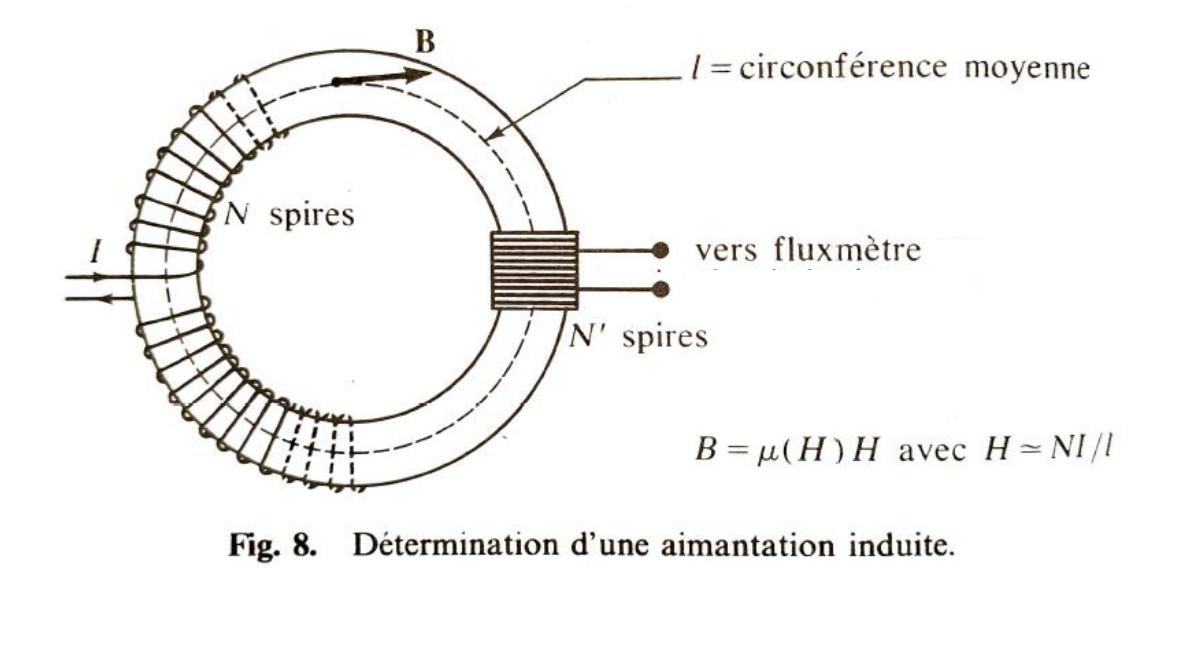 B
l = circonférence moyenne
N spires
I
vers fluxmètre
N' spires
B = μ(H)H avec H ≃ NI/l
Fig. 8. Détermination d'une aimantation induite.